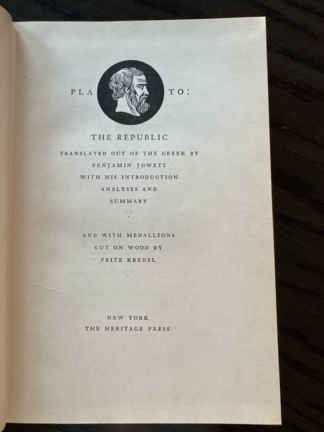 PLA TO:
THE REPUBLIC
TRANSLATED OUT OF THE GREEK BY
BENJAMIN JOWETT
WITH HIS INTRODUCTION
ANALYSES AND
SUMMARY
AND WITH MEDALLIONS
CUT ON WOOD BY
FRITZ KREDEL
NEW YORK
THE HERITAGE PRESS.